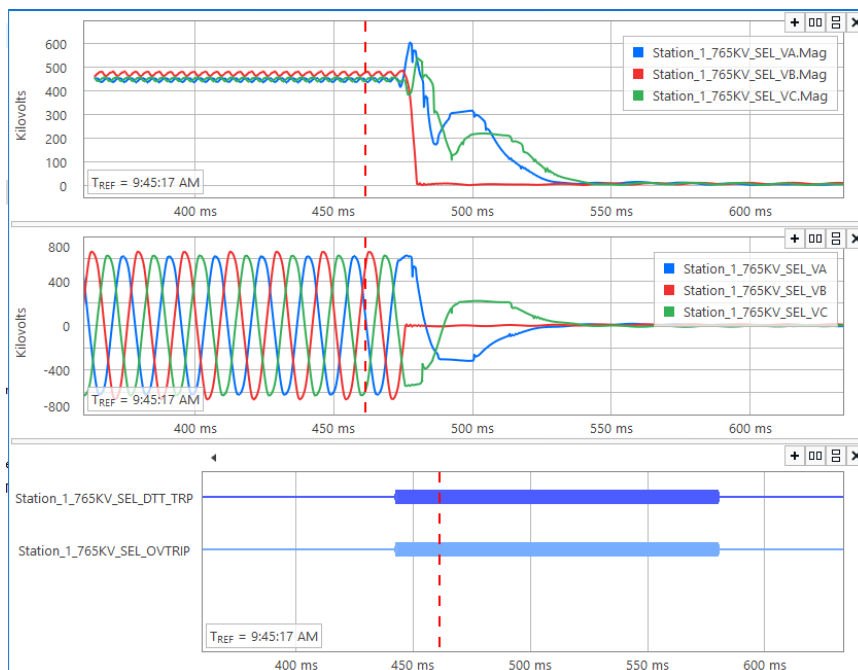 600
500
400
300
200
100
0
Kilovolts
Station_1_765KV_SEL_VA.Mag
Station_1_765KV_SEL_VB.Mag
Station_1_765KV_SEL_VC.Mag
TREF = 9:45:17 AM
400 ms 450 ms 500 ms 550 ms 600 ms
800
400
0
-400
-800
Kilovolts
Station_1_765KV_SEL_VA
Station_1_765KV_SEL_VB
Station_1_765KV_SEL_VC
TREF = 9:45:17 AM
400 ms 450 ms 500 ms 550 ms 600 ms
Station_1_765KV_SEL_DTT_TRP
Station_1_765KV_SEL_OVTRIP
TREF = 9:45:17 AM
400 ms 450 ms 500 ms 550 ms 600 ms